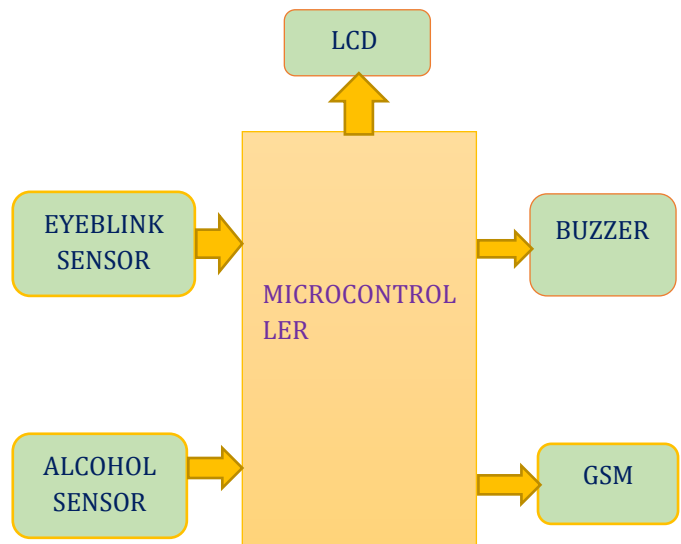 LCD
EYEBLINK
SENSOR
BUZZER
MICROCONTROL
LER
ALCOHOL
SENSOR
GSM